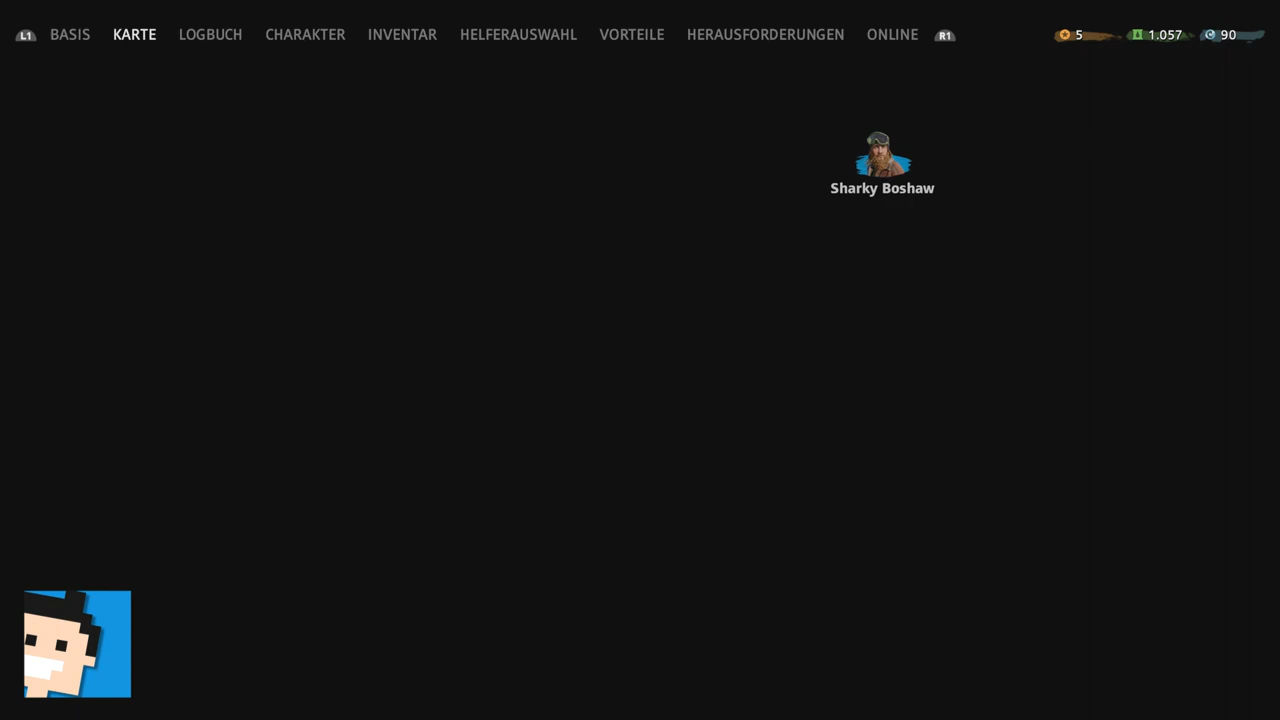 L1 BASIS KARTE LOGBUCH CHARAKTER INVENTAR HELFERAUSWAHL VORTEILE HERAUSFORDERUNGEN ONLINE R1 5 1.057 90
Sharky Boshaw